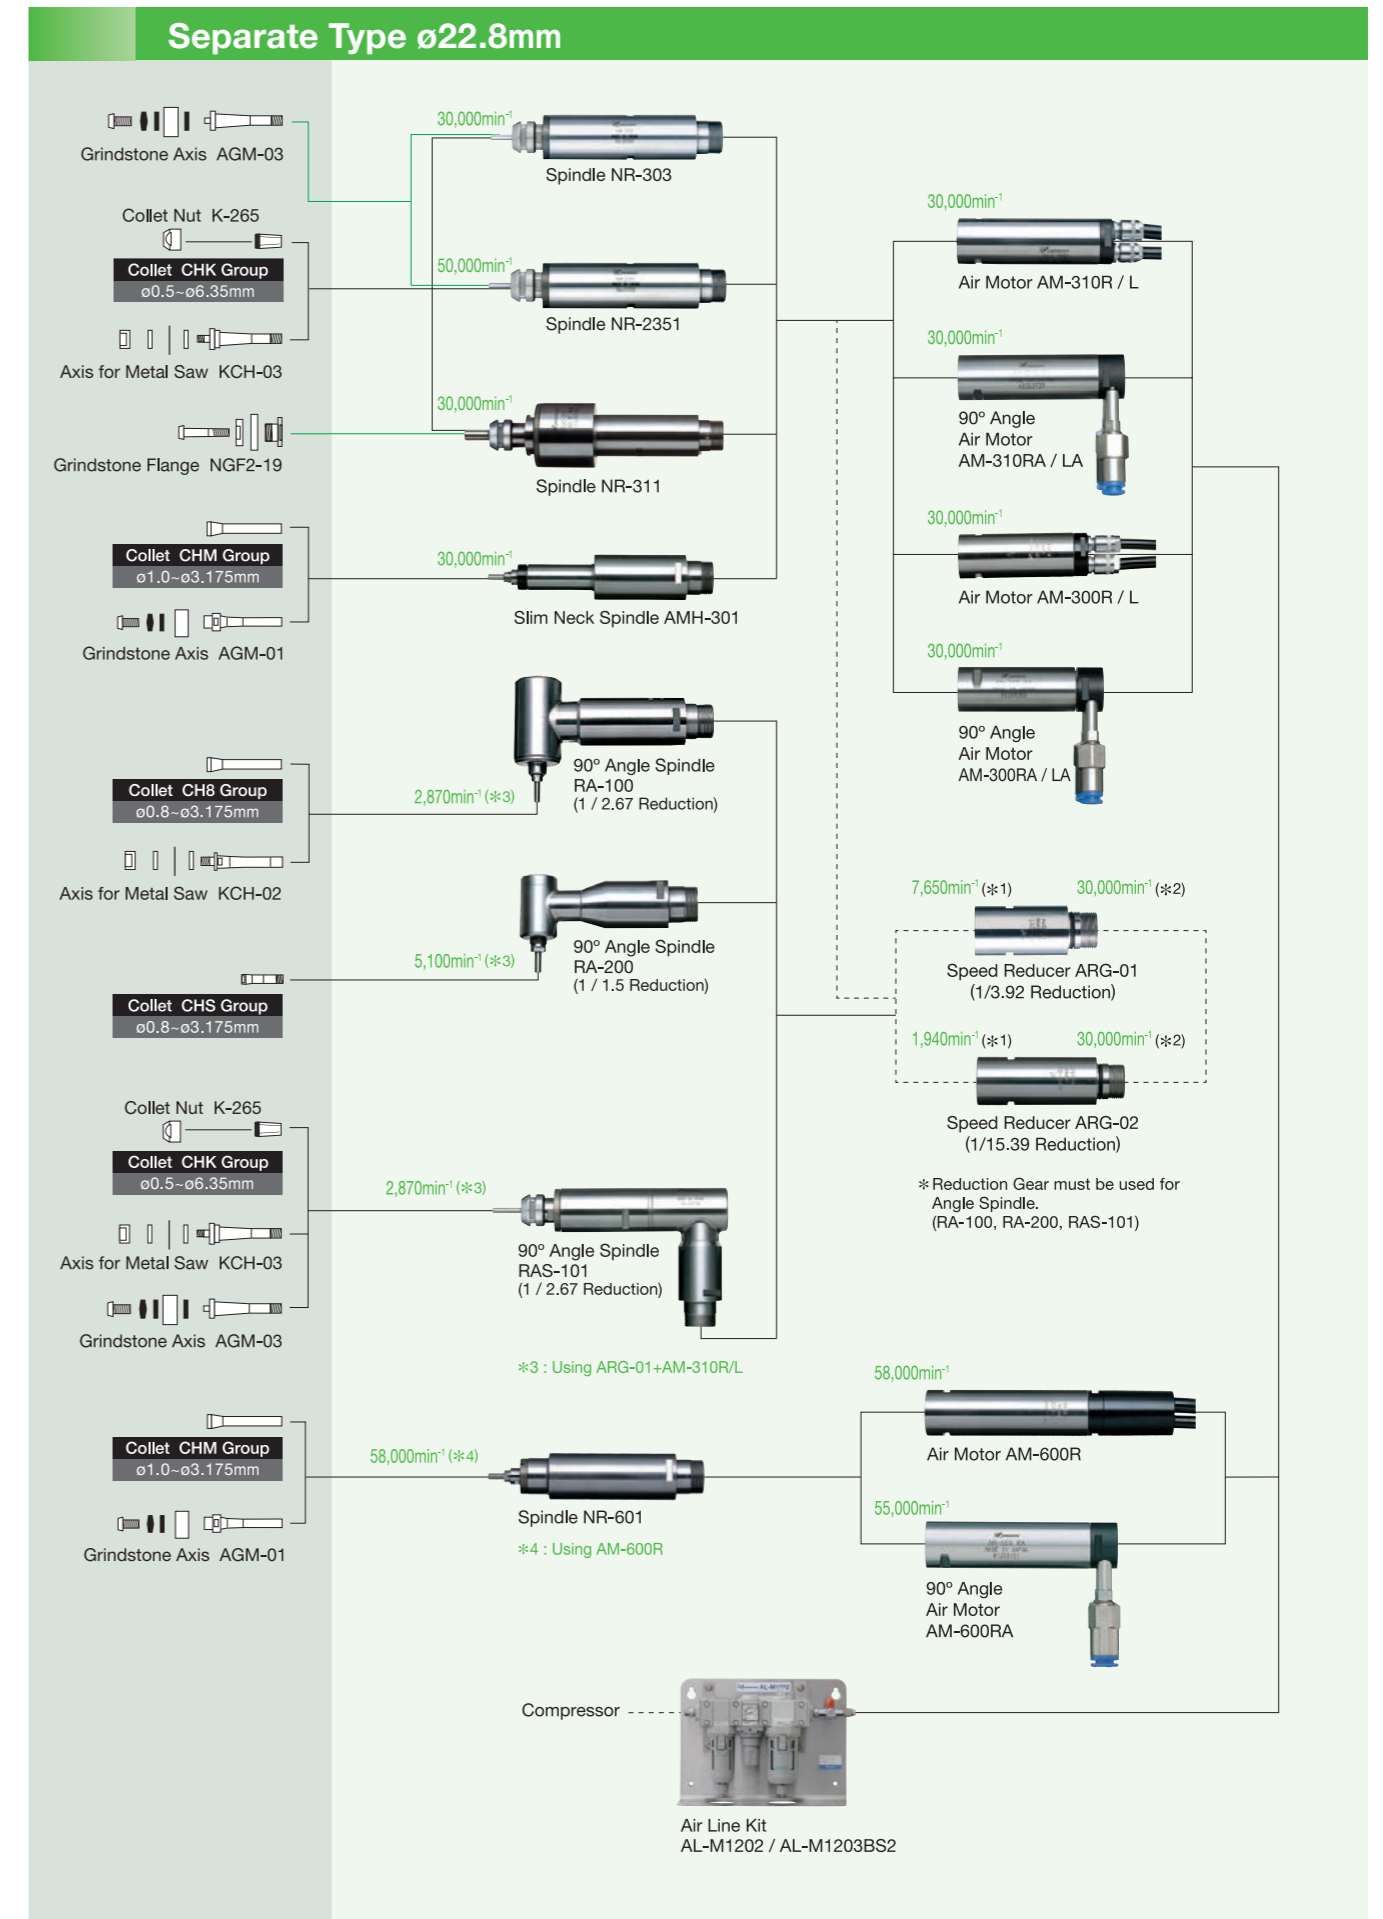 Separate Type ø22.8mm
Grindstone Axis AGM-03
30,000min⁻¹
Spindle NR-303
Collet Nut K-265
Collet CHK Group
ø0.5~ø6.35mm
50,000min⁻¹
Spindle NR-2351
Axis for Metal Saw KCH-03
30,000min⁻¹
Grindstone Flange NGF2-19
Spindle NR-311
Collet CHM Group
ø1.0~ø3.175mm
30,000min⁻¹
Slim Neck Spindle AMH-301
Grindstone Axis AGM-01
30,000min⁻¹
Air Motor AM-310R / L
30,000min⁻¹
90º Angle
Air Motor
AM-310RA / LA
30,000min⁻¹
Air Motor AM-300R / L
30,000min⁻¹
90º Angle
Air Motor
AM-300RA / LA
Collet CH8 Group
ø0.8~ø3.175mm
2,870min⁻¹ (✻3)
90º Angle Spindle
RA-100
(1 / 2.67 Reduction)
Axis for Metal Saw KCH-02
5,100min⁻¹ (✻3)
90º Angle Spindle
RA-200
(1 / 1.5 Reduction)
Collet CHS Group
ø0.8~ø3.175mm
7,650min⁻¹ (✻1)
30,000min⁻¹ (✻2)
Speed Reducer ARG-01
(1/3.92 Reduction)
1,940min⁻¹ (✻1)
30,000min⁻¹ (✻2)
Speed Reducer ARG-02
(1/15.39 Reduction)
✻Reduction Gear must be used for
Angle Spindle.
(RA-100, RA-200, RAS-101)
Collet Nut K-265
Collet CHK Group
ø0.5~ø6.35mm
2,870min⁻¹ (✻3)
Axis for Metal Saw KCH-03
90º Angle Spindle
RAS-101
(1 / 2.67 Reduction)
Grindstone Axis AGM-03
✻3 : Using ARG-01+AM-310R/L
Collet CHM Group
ø1.0~ø3.175mm
58,000min⁻¹ (✻4)
Spindle NR-601
✻4 : Using AM-600R
Grindstone Axis AGM-01
58,000min⁻¹
Air Motor AM-600R
55,000min⁻¹
90º Angle
Air Motor
AM-600RA
Compressor
AL-M1202
Air Line Kit
AL-M1202 / AL-M1203BS2